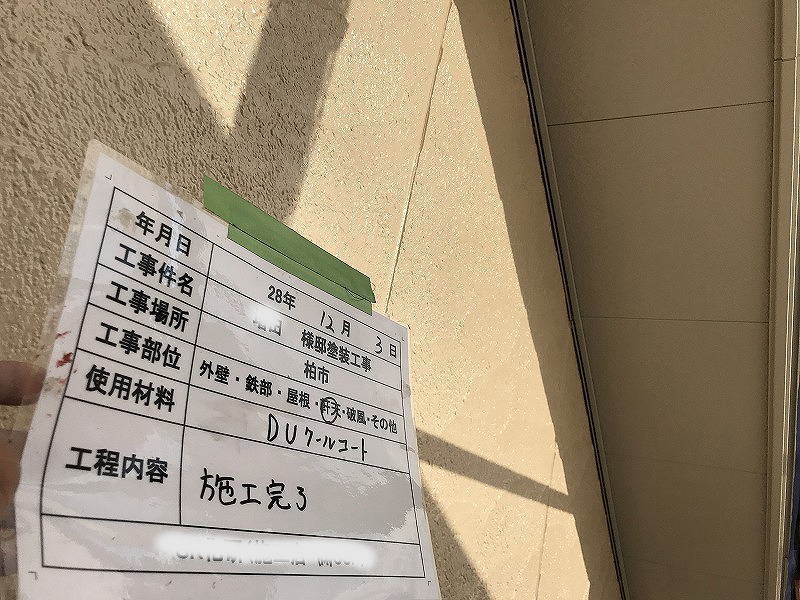 年月日 28年 12月 3日
工事件名 様邸塗装工事
工事場所 柏市
工事部位 外壁・鉄部・屋根・軒天・破風・その他
使用材料 DUクールコート
工程内容 施工完了